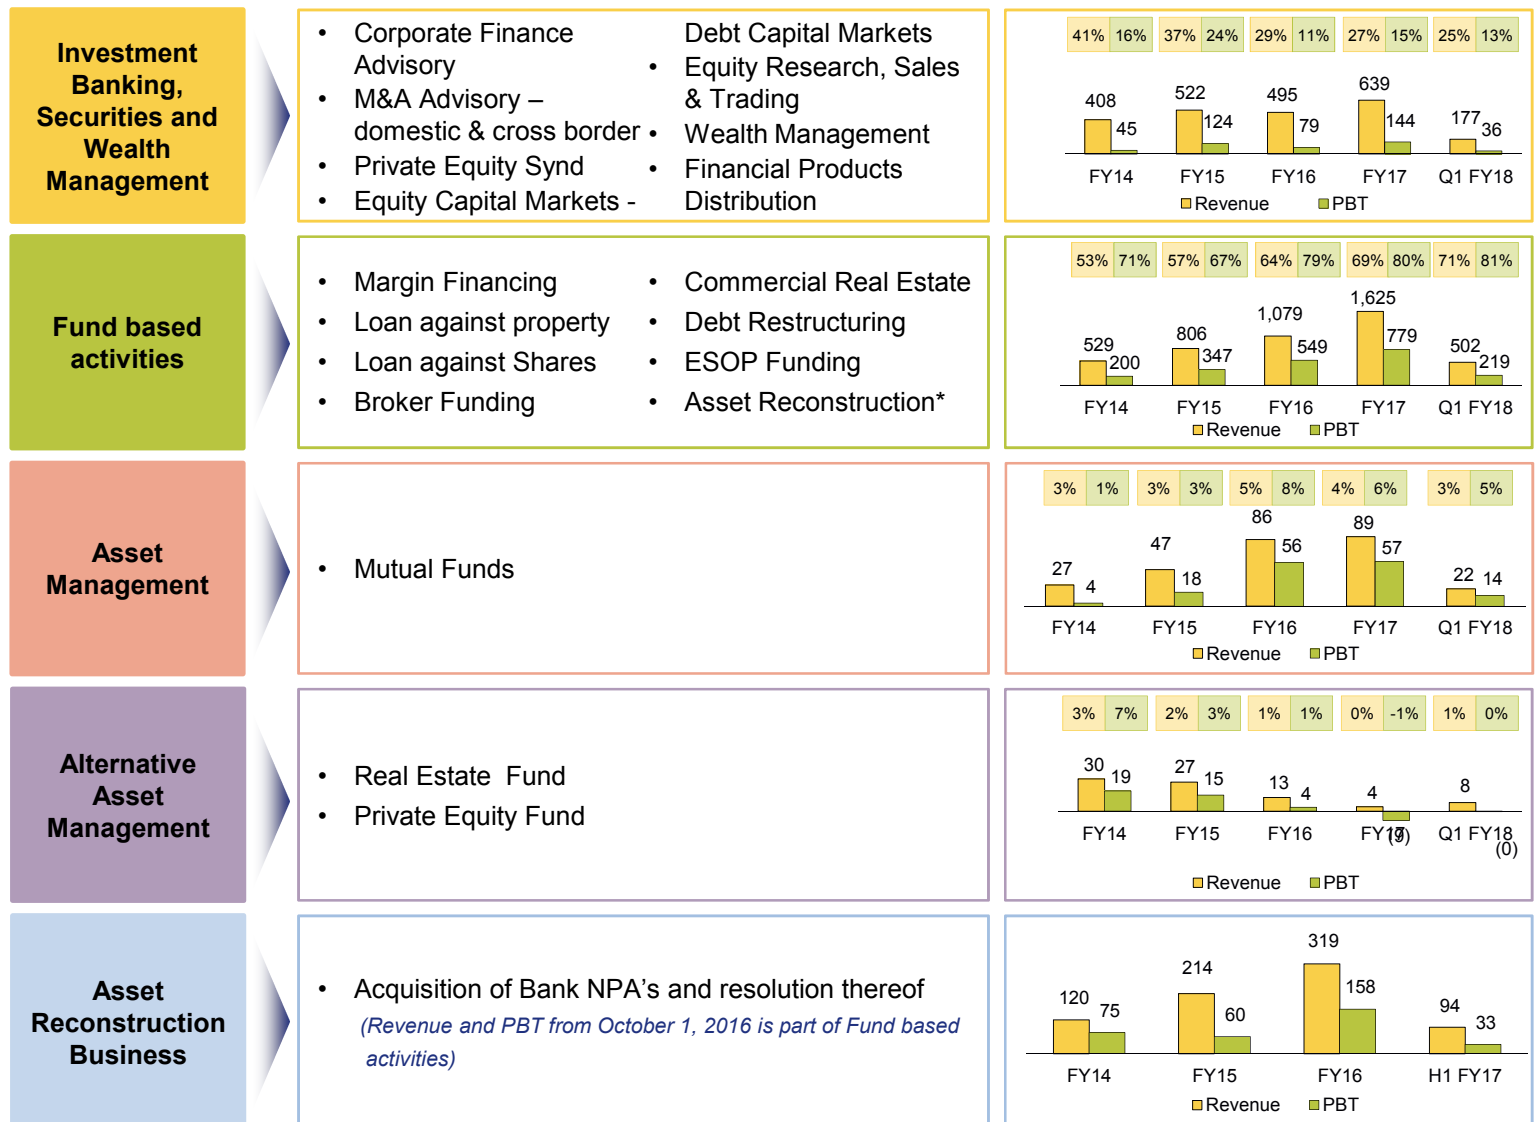 Investment
Banking,
Securities and
Wealth
Management
• Corporate Finance
Advisory
• M&A Advisory –
domestic & cross border
• Private Equity Synd
• Equity Capital Markets -
Debt Capital Markets
• Equity Research, Sales
& Trading
• Wealth Management
• Financial Products
Distribution
41% 16% 37% 24% 29% 11% 27% 15% 25% 13%
408 45 522 124 495 79 639 144 177 36
FY14 FY15 FY16 FY17 Q1 FY18
Revenue PBT
Fund based
activities
• Margin Financing
• Loan against property
• Loan against Shares
• Broker Funding
• Commercial Real Estate
• Debt Restructuring
• ESOP Funding
• Asset Reconstruction*
53% 71% 57% 67% 64% 79% 69% 80% 71% 81%
529 200 806 347 1,079 549 1,625 779 502 219
FY14 FY15 FY16 FY17 Q1 FY18
Revenue PBT
Asset
Management
• Mutual Funds
3% 1% 3% 3% 5% 8% 4% 6% 3% 5%
27 4 47 18 86 56 89 57 22 14
FY14 FY15 FY16 FY17 Q1 FY18
Revenue PBT
Alternative
Asset
Management
• Real Estate Fund
• Private Equity Fund
3% 7% 2% 3% 1% 1% 0% -1% 1% 0%
30 19 27 15 13 4 4 8
FY14 FY15 FY16 FY17 Q1 FY18
(9) (0)
Revenue PBT
Asset
Reconstruction
Business
• Acquisition of Bank NPA’s and resolution thereof
(Revenue and PBT from October 1, 2016 is part of Fund based
activities)
120 75 214 60 319 158 94 33
FY14 FY15 FY16 H1 FY17
Revenue PBT